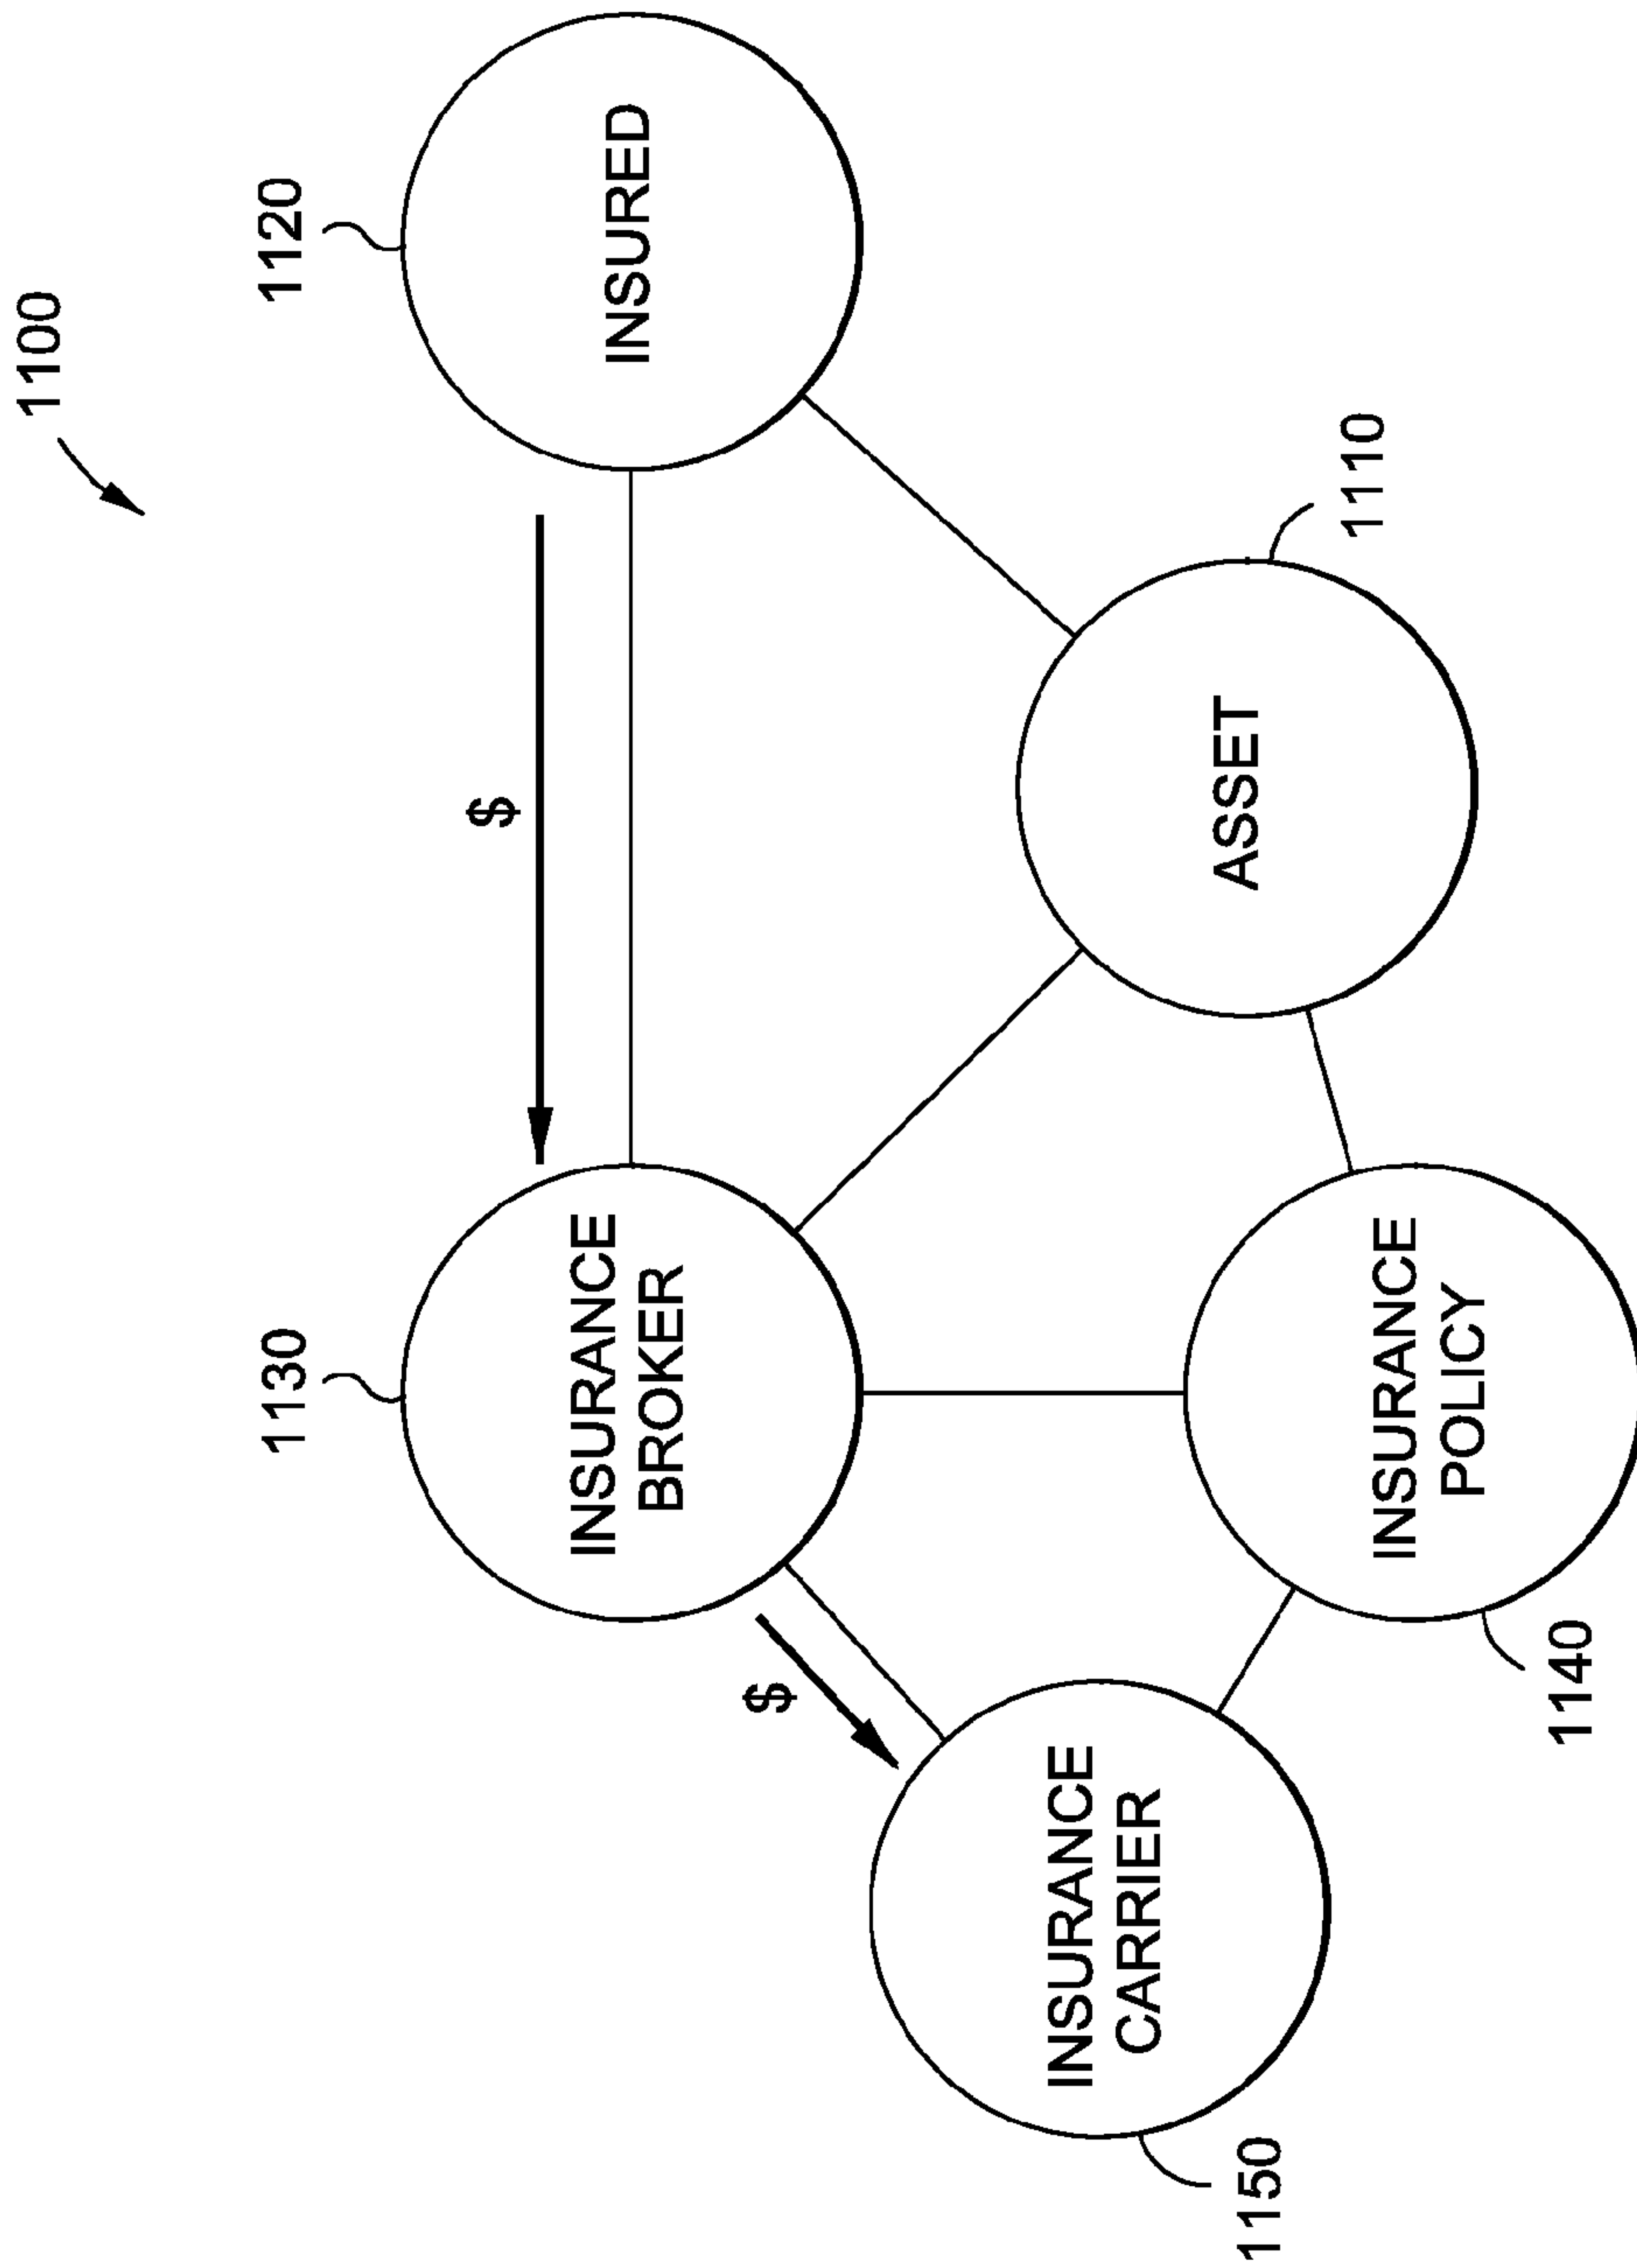 1100
1130
1120
$
INSURANCE
BROKER
INSURED
$
INSURANCE
CARRIER
ASSET
1150
1110
INSURANCE
POLICY
1140